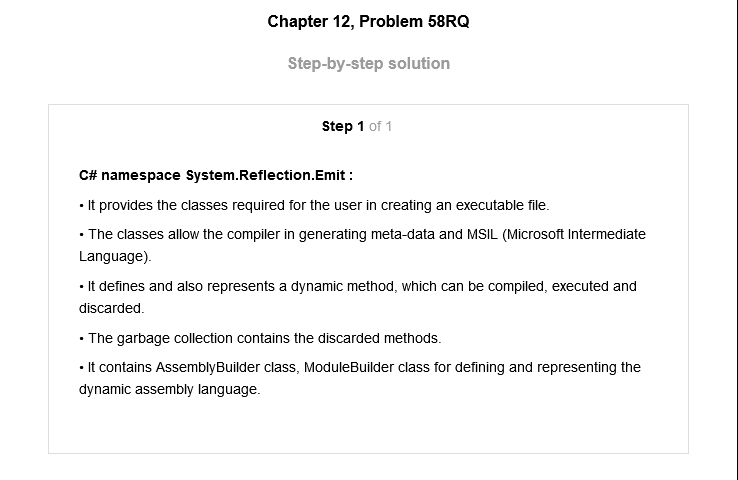 Chapter 12, Problem 58RQ
Step-by-step solution
Step 1 of 1
C# namespace System.Reflection.Emit :
• It provides the classes required for the user in creating an executable file.
• The classes allow the compiler in generating meta-data and MSIL (Microsoft Intermediate
Language).
• It defines and also represents a dynamic method, which can be compiled, executed and
discarded.
• The garbage collection contains the discarded methods.
• It contains AssemblyBuilder class, ModuleBuilder class for defining and representing the
dynamic assembly language.